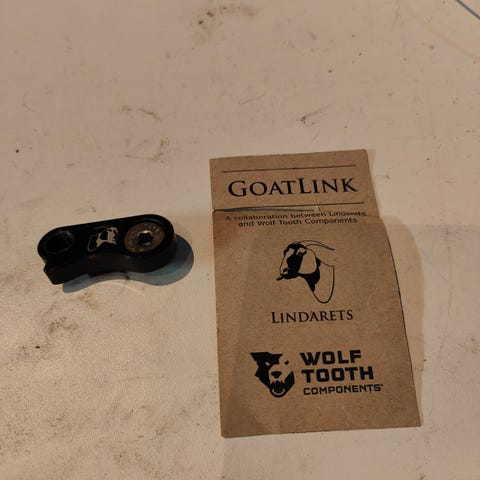 GOATLINK
A collaboration between Lindarets
and Wolf Tooth Components
LINDARETS
WOLF
TOOTH
COMPONENTS